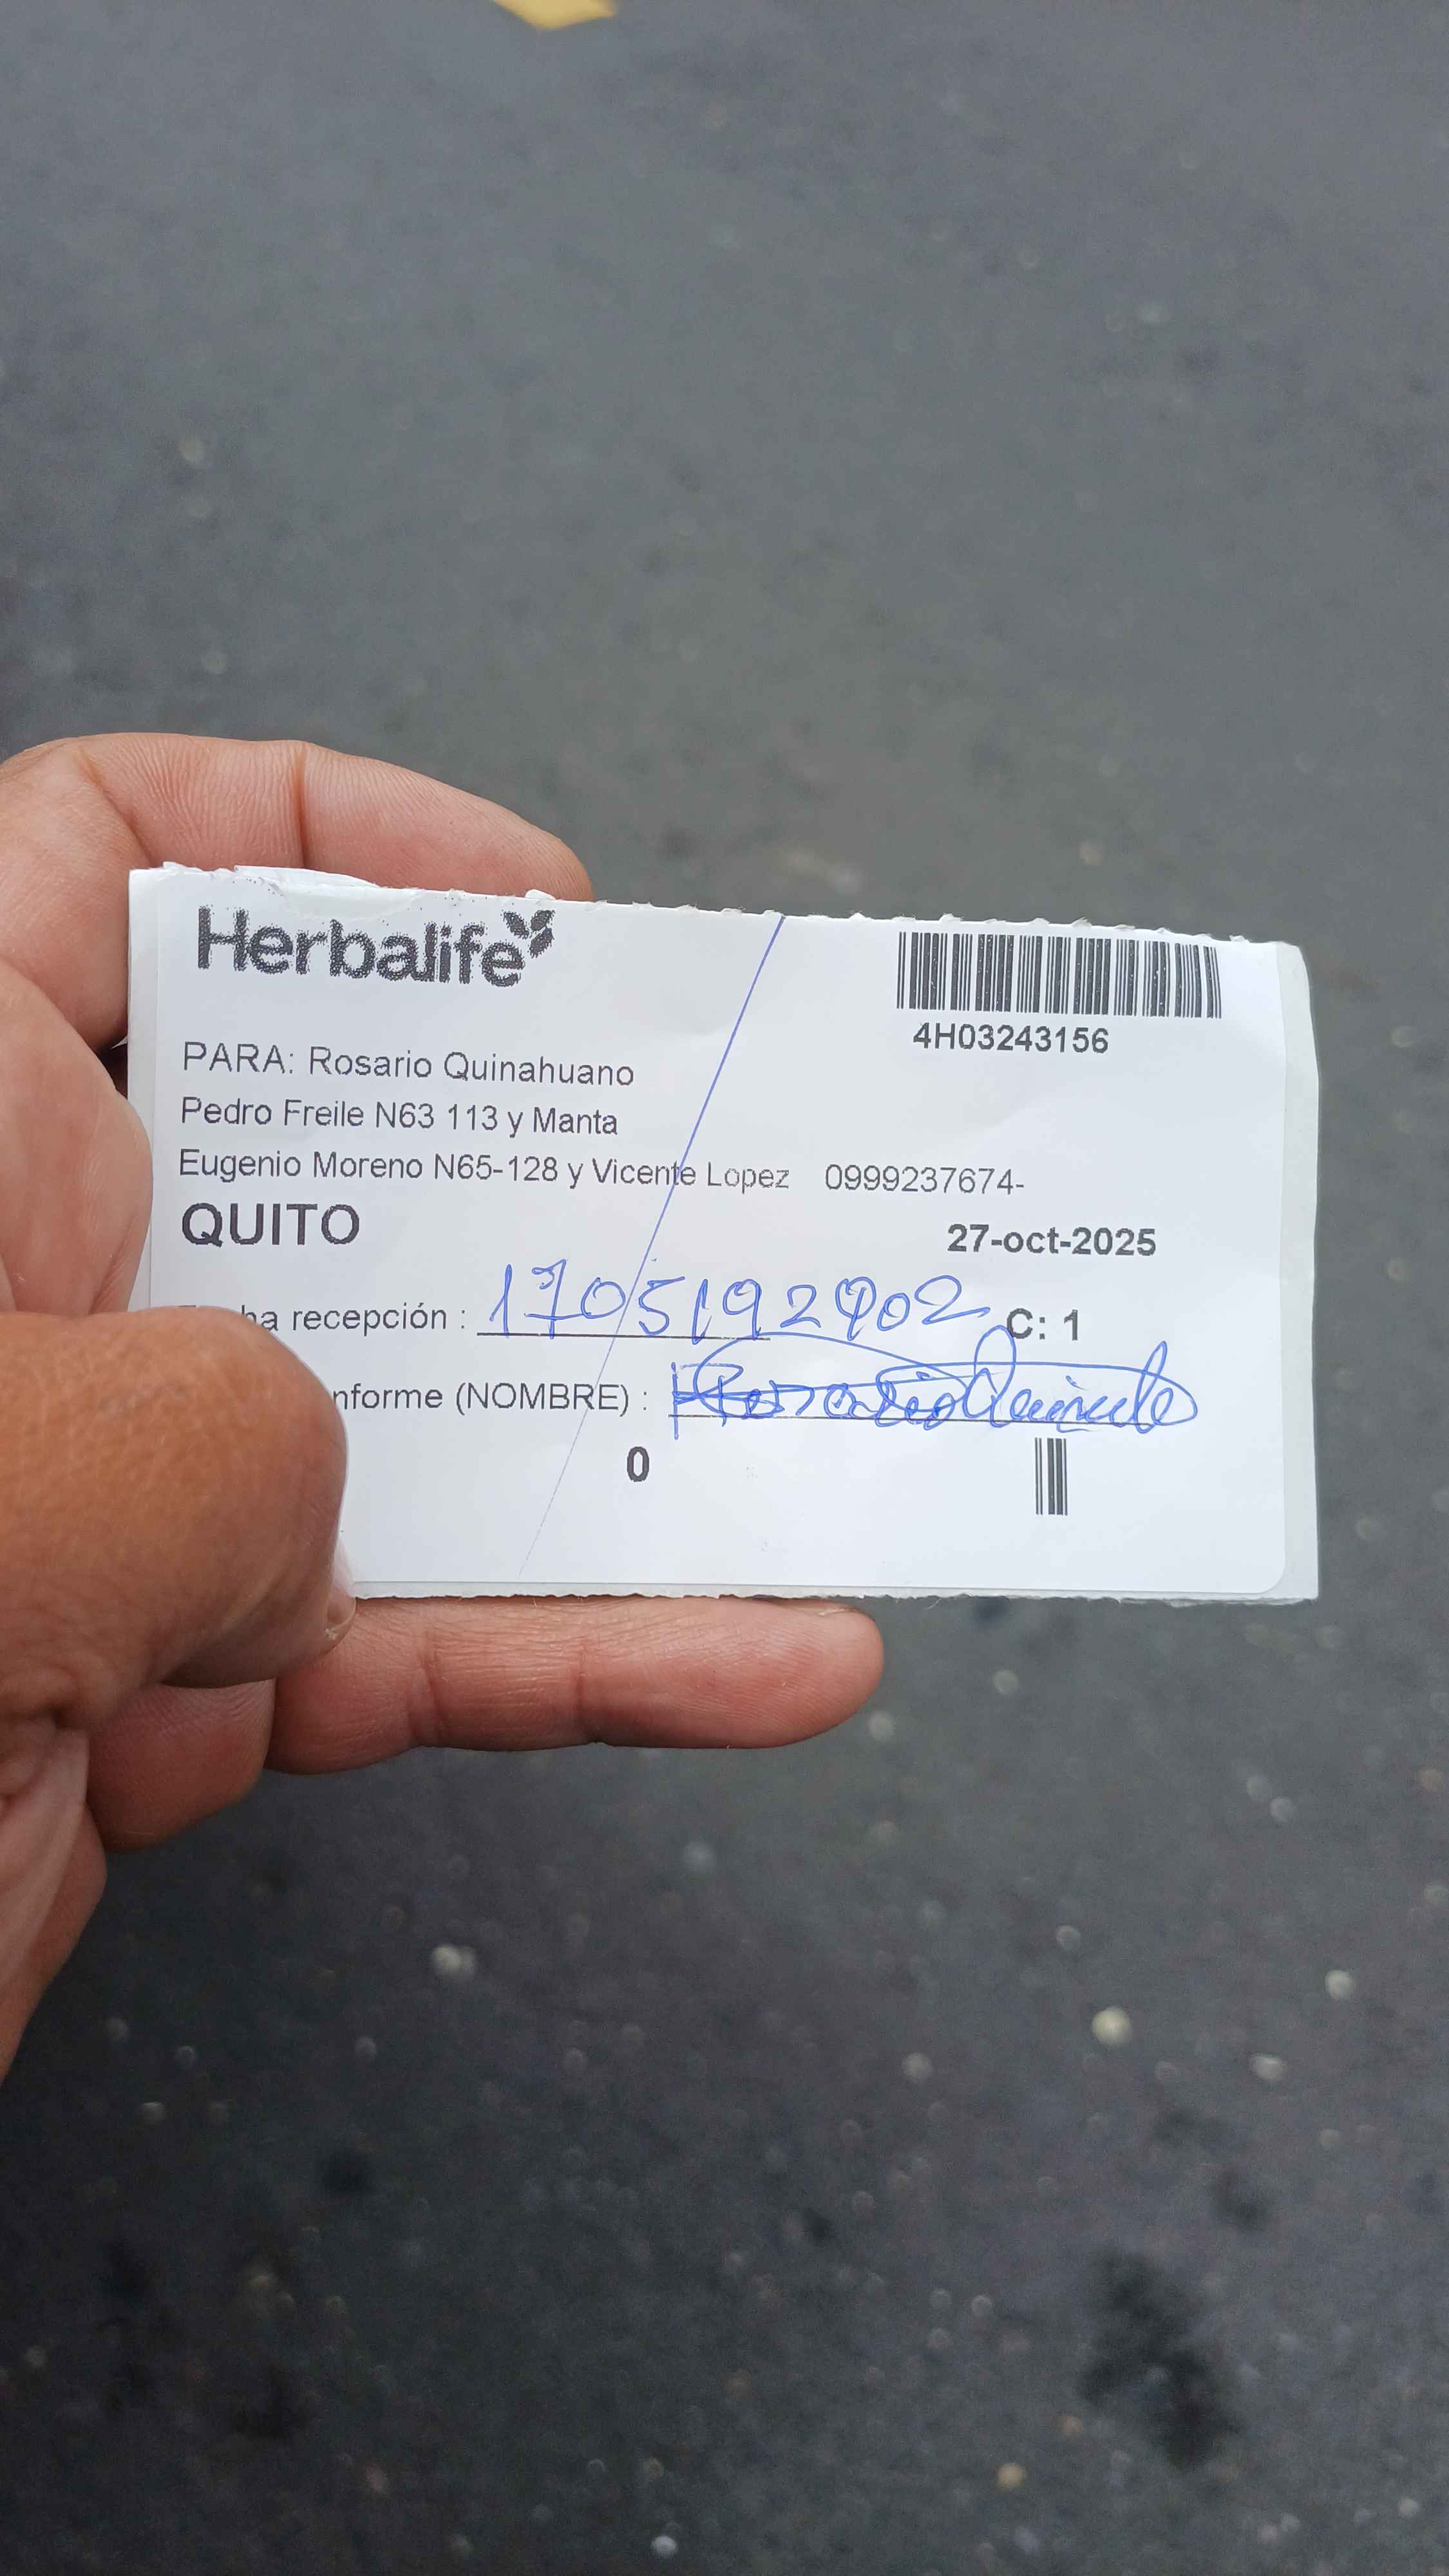 Herbalife
4H03243156
PARA: Rosario Quinahuano
Pedro Freile N63 113 y Manta
Eugenio Moreno N65-128 y Vicente Lopez 0999237674-
QUITO
27-oct-2025
recepción : 1705192902 C: 1
(NOMBRE) : Rosario
0